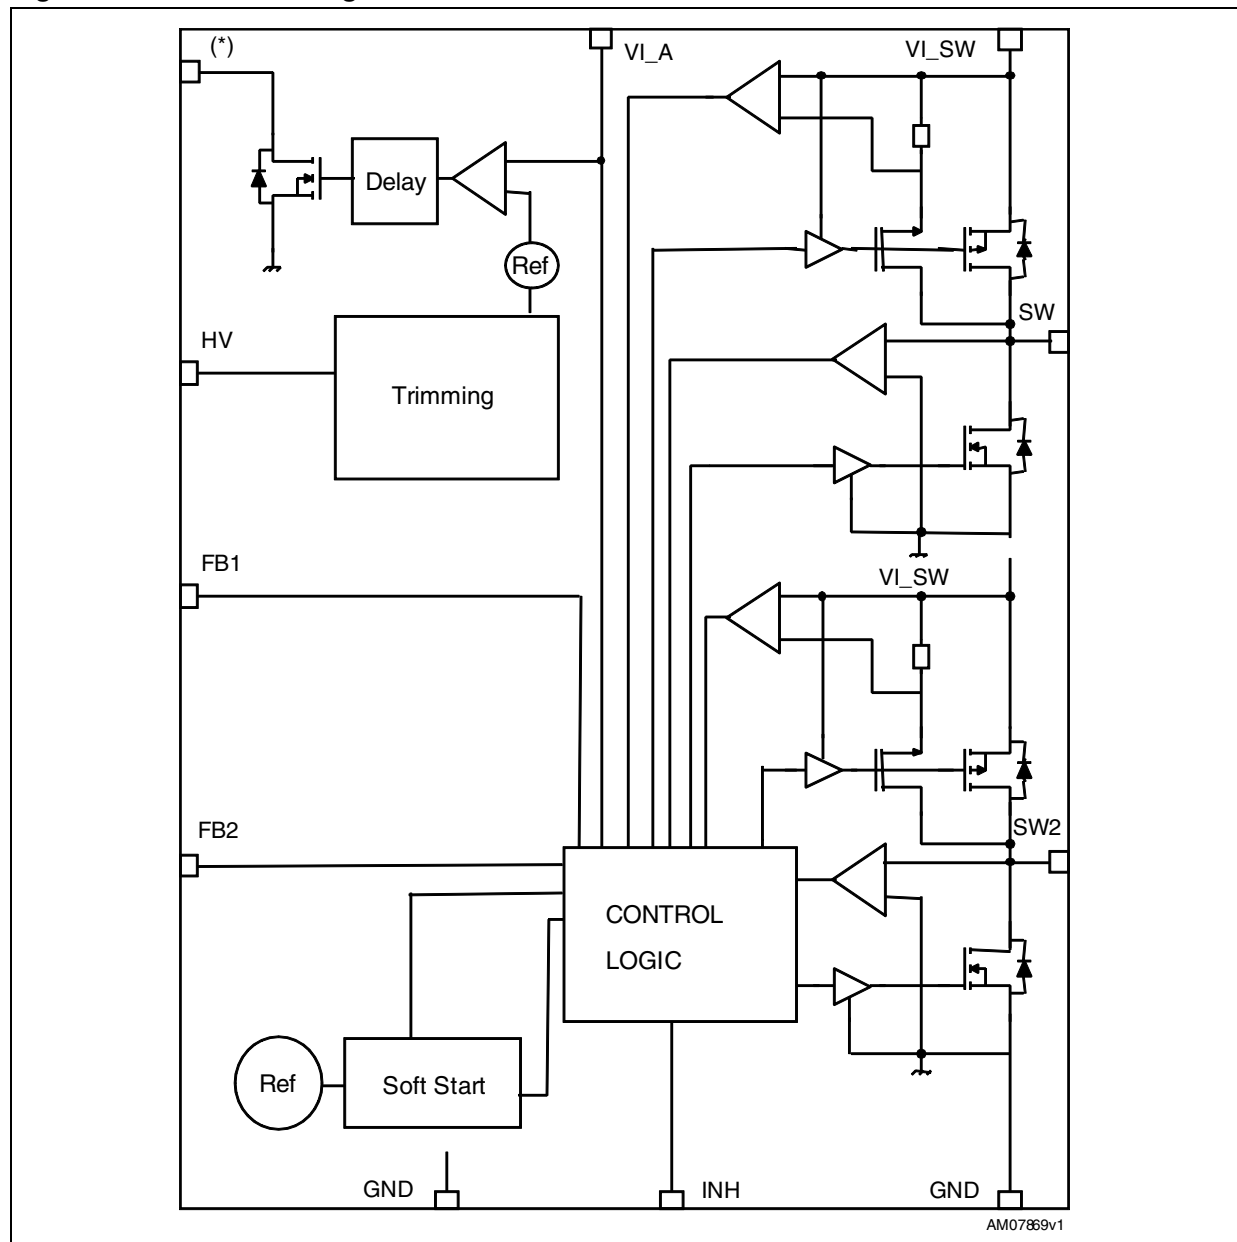 (*)
VI_A
VI_SW
Delay
Ref
HV
SW
Trimming
FB1
VI_SW
FB2
SW2
CONTROL
LOGIC
Ref
Soft Start
GND
INH
GND
AM07869v1